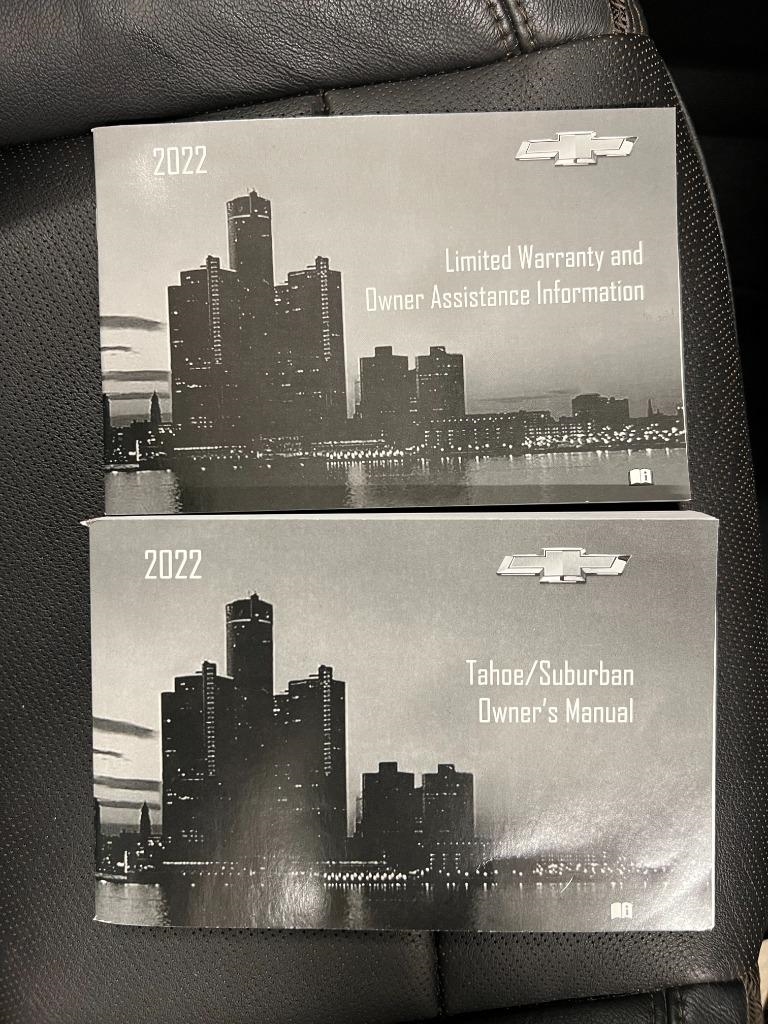 2022
Limited Warranty and
Owner Assistance Information
2022
Tahoe/Suburban
Owner's Manual